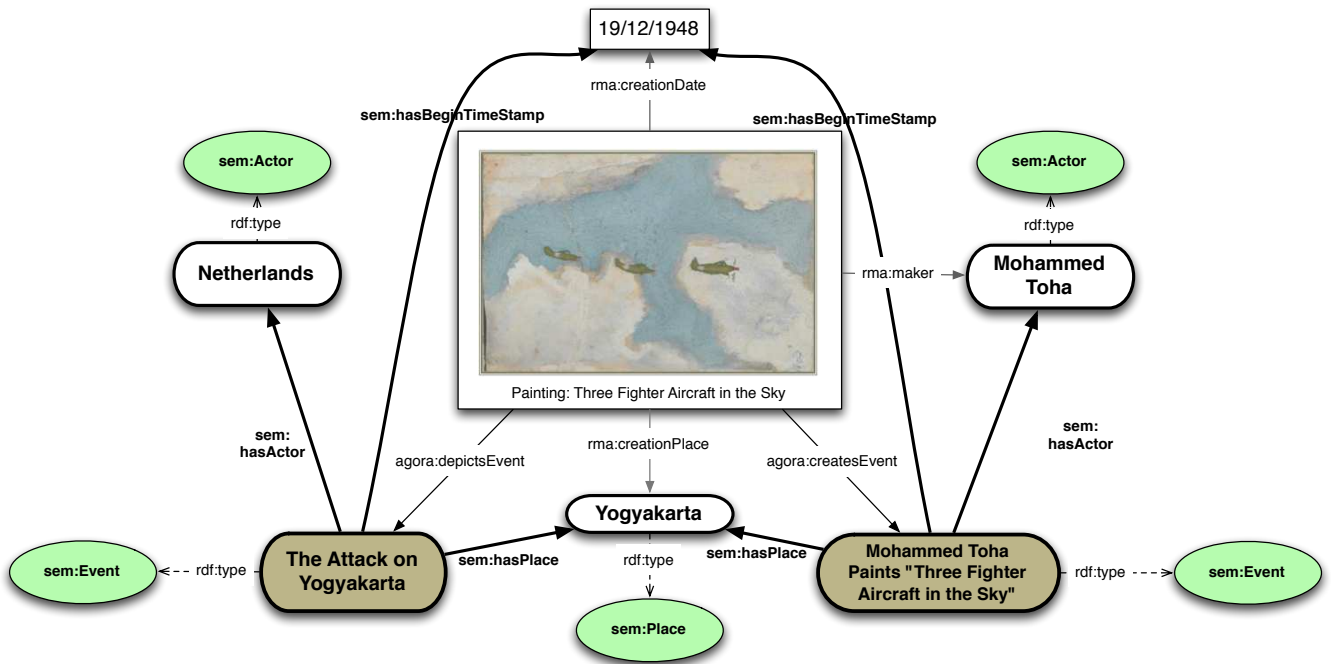 19/12/1948
rma:creationDate
sem:hasBeginTimeStamp
sem:hasBeginTimeStamp
sem:Actor
sem:Actor
rdf:type
rdf:type
Netherlands
rma:maker
Mohammed
Toha
Painting: Three Fighter Aircraft in the Sky
sem:
hasActor
agora:depictsEvent
rma:creationPlace
agora:createsEvent
sem:
hasActor
Yogyakarta
The Attack on
Yogyakarta
sem:hasPlace
rdf:type
sem:hasPlace
Mohammed Toha
Paints "Three Fighter
Aircraft in the Sky"
sem:Event
rdf:type
rdf:type
sem:Event
sem:Place